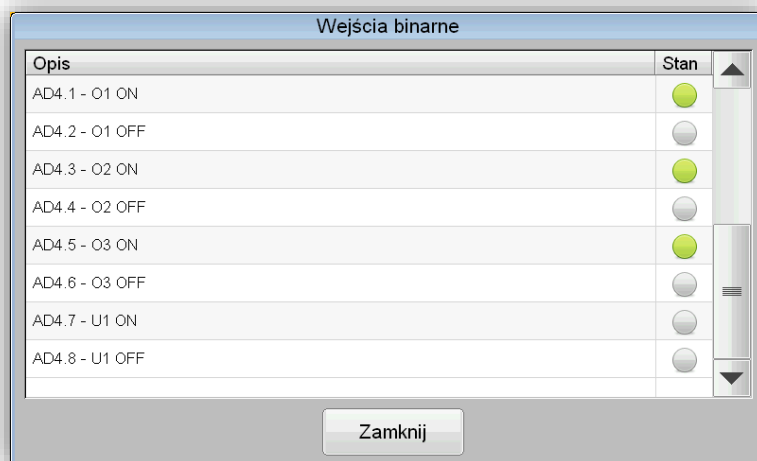 Wejścia binarne
Opis Stan
AD4.1 - O1 ON
AD4.2 - O1 OFF
AD4.3 - O2 ON
AD4.4 - O2 OFF
AD4.5 - O3 ON
AD4.6 - O3 OFF
AD4.7 - U1 ON
AD4.8 - U1 OFF
Zamknij